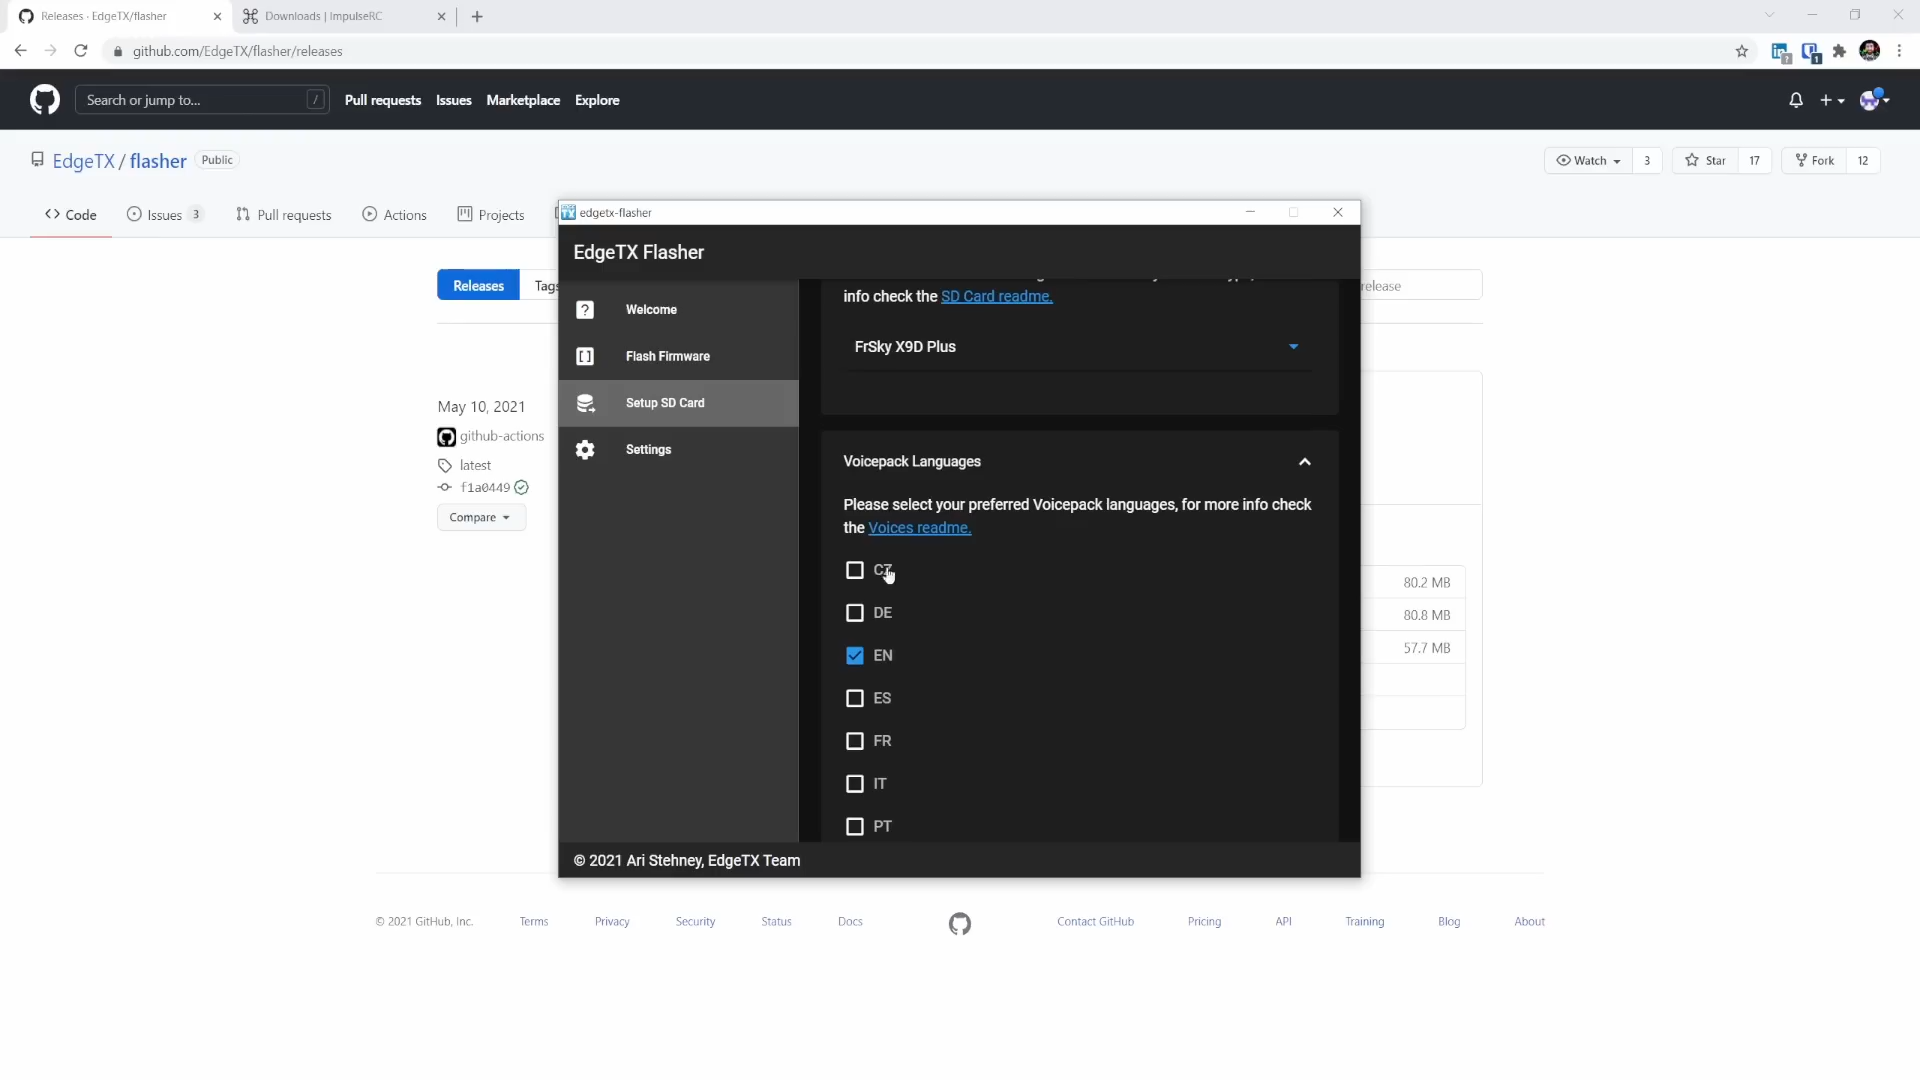 Releases · EdgeTX/flasher
Downloads | ImpulseRC
github.com/EdgeTX/flasher/releases
Search or jump to...
/
Pull requests
Issues
Marketplace
Explore
EdgeTX / flasher
Public
Watch
3
Star
17
Fork
12
Code
Issues
3
Pull requests
Actions
Projects
TX
edgetx-flasher
EdgeTX Flasher
Releases
Tags
release
Welcome
Flash Firmware
Setup SD Card
Settings
info check the SD Card readme.
FrSky X9D Plus
May 10, 2021
github-actions
latest
f1a0449
Compare
Voicepack Languages
Please select your preferred Voicepack languages, for more info check
the Voices readme.
CZ
DE
EN
ES
FR
IT
PT
80.2 MB
80.8 MB
57.7 MB
© 2021 Ari Stehney, EdgeTX Team
© 2021 GitHub, Inc.
Terms
Privacy
Security
Status
Docs
Contact GitHub
Pricing
API
Training
Blog
About